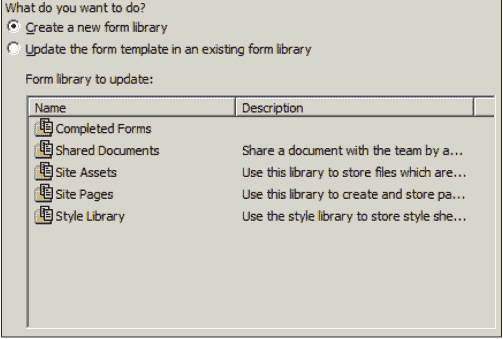 What do you want to do?
Create a new form library
Update the form template in an existing form library
Form library to update:
Name Description
Completed Forms
Shared Documents Share a document with the team by a...
Site Assets Use this library to store files which are...
Site Pages Use this library to create and store pa...
Style Library Use the style library to store style she...